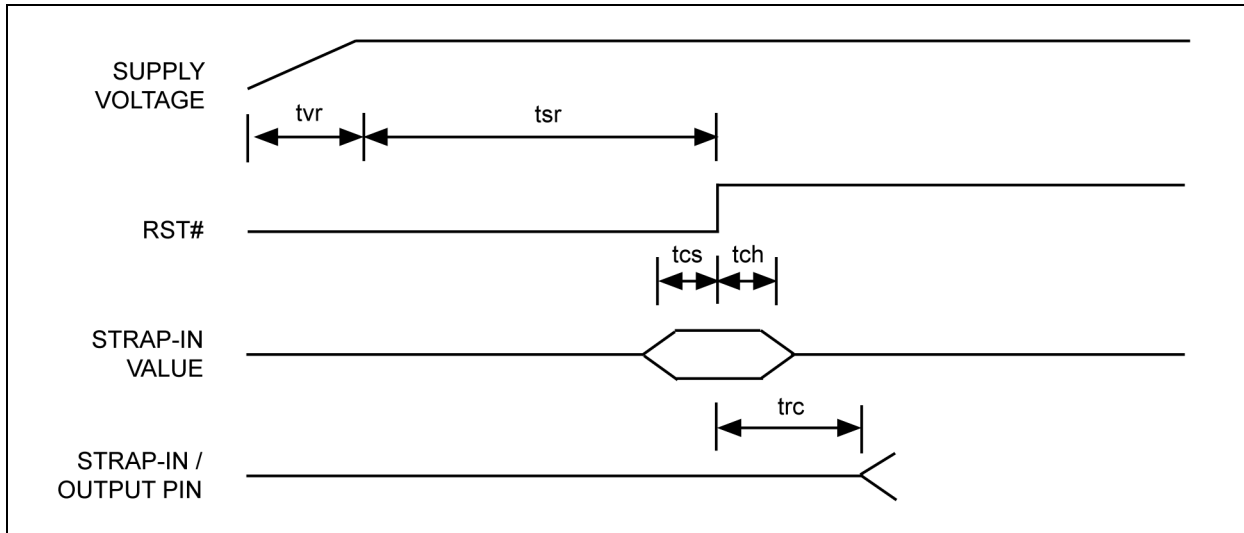 SUPPLY
VOLTAGE
tvr
tsr
RST#
tcs
tch
STRAP-IN
VALUE
trc
STRAP-IN /
OUTPUT PIN